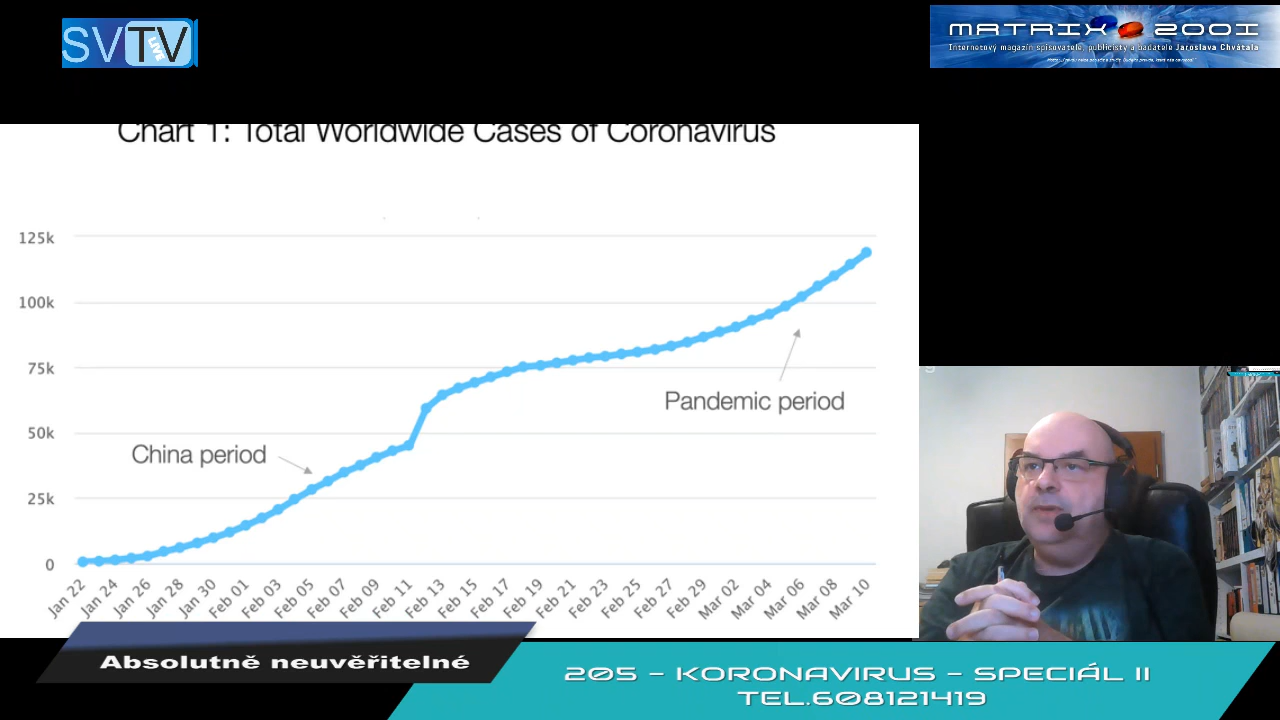 SVTV
LIVE
MATRIX 2001
Internetový magazín spisovatele, publicisty a badatele Jaroslava Chvátala
Chart 1: Total Worldwide Cases of Coronavirus
125k
100k
75k
50k
25k
0
China period
Pandemic period
Jan 22
Jan 24
Jan 26
Jan 28
Jan 30
Feb 01
Feb 03
Feb 05
Feb 07
Feb 09
Feb 11
Feb 13
Feb 15
Feb 17
Feb 19
Feb 21
Feb 23
Feb 25
Feb 27
Feb 29
Mar 02
Mar 04
Mar 06
Mar 08
Mar 10
Absolutně neuvěřitelné
205 - KORONAVIRUS - SPECIÁL II
TEL.608121419